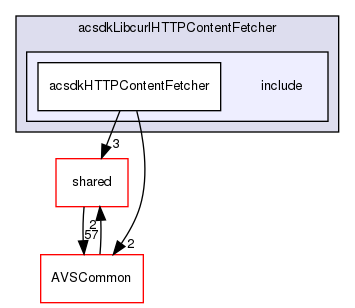 acsdkLibcurlHTTPContentFetcher
acsdkHTTPContentFetcher
include
3
shared
2
57
2
AVSCommon